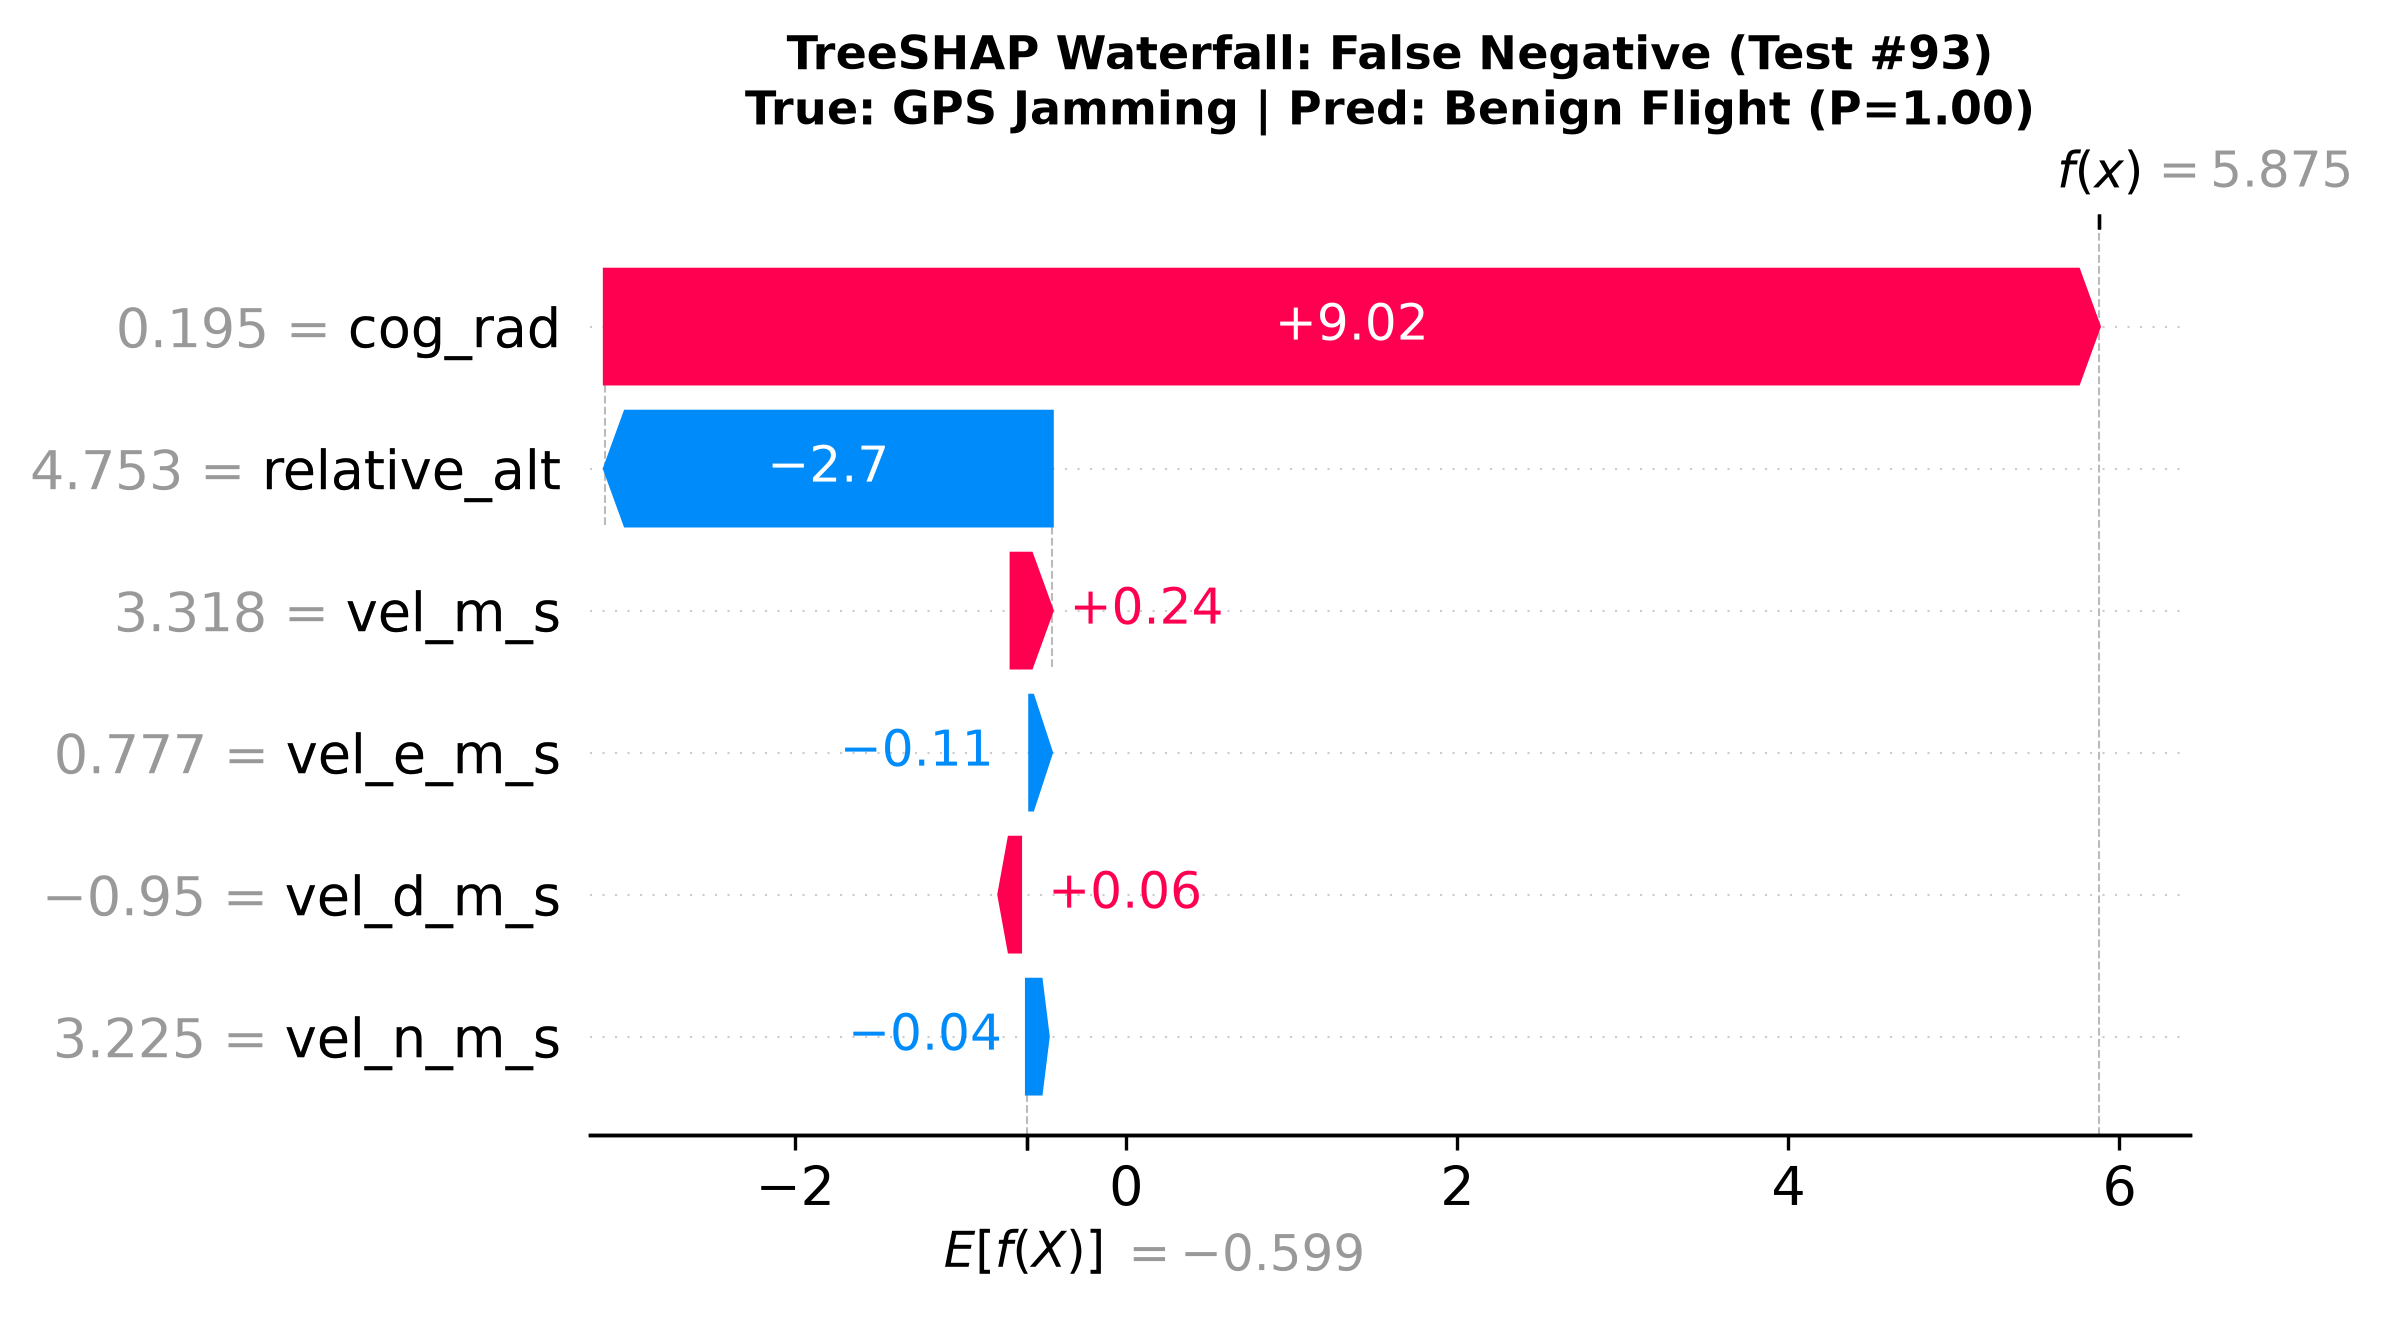 TreeSHAP Waterfall: False Negative (Test #93)
True: GPS Jamming | Pred: Benign Flight (P=1.00)
f(x) = 5.875
0.195 = cog_rad
+9.02
4.753 = relative_alt
−2.7
3.318 = vel_m_s
+0.24
0.777 = vel_e_m_s
−0.11
−0.95 = vel_d_m_s
+0.06
3.225 = vel_n_m_s
−0.04
−2 0 2 4 6
E[f(X)] = −0.599